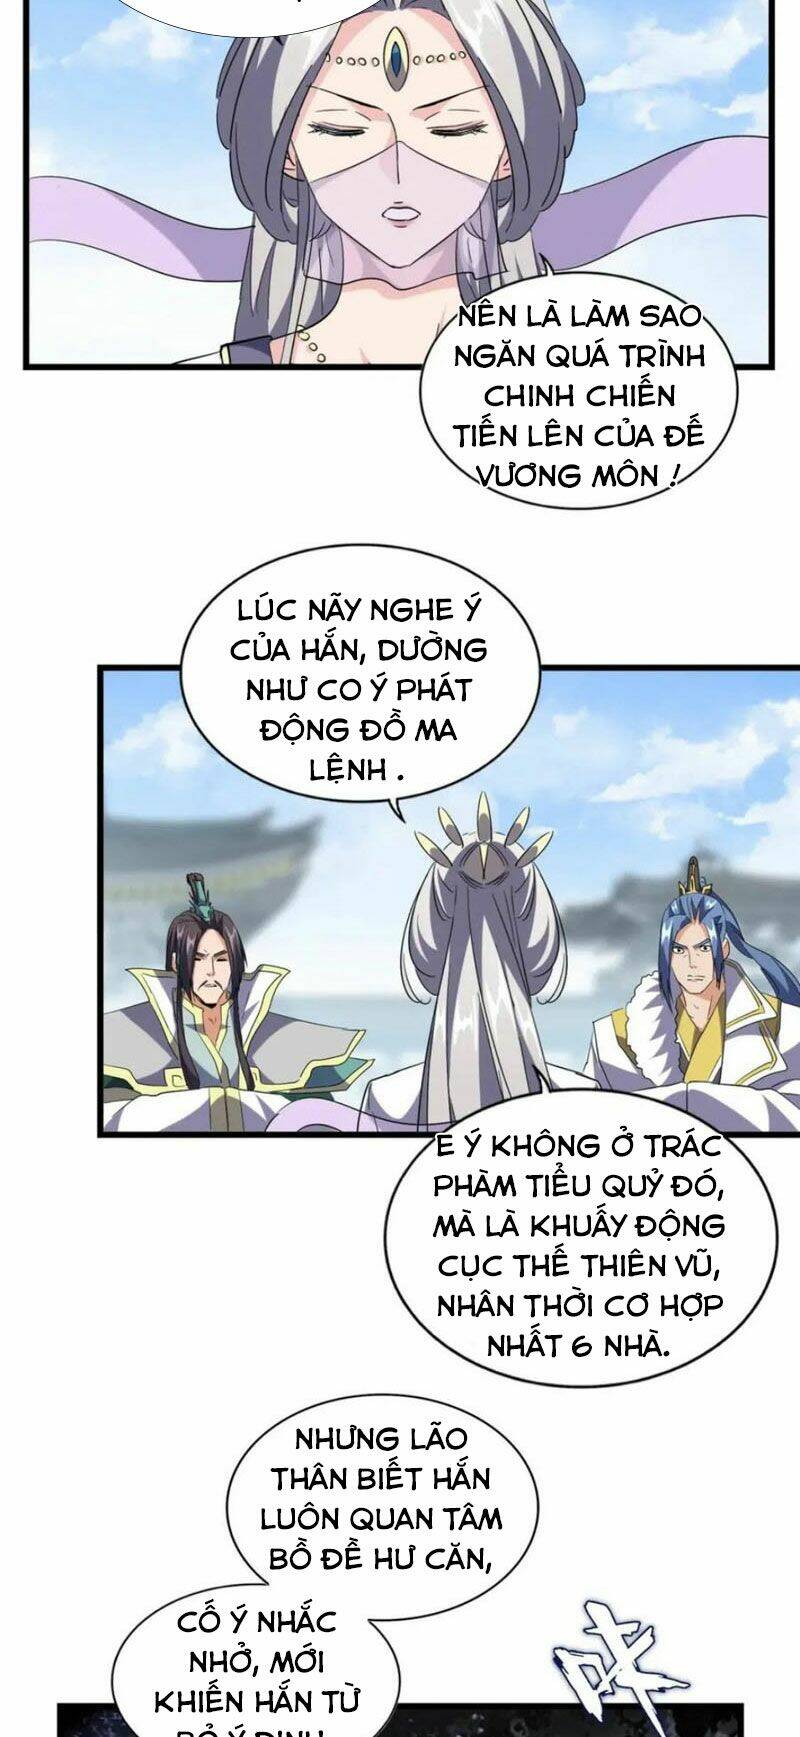 NÊN LÀ LÀM SAO
NGĂN QUÁ TRÌNH
CHINH CHIẾN
TIẾN LÊN CỦA ĐẾ
VƯƠNG MÔN !
LÚC NÃY NGHE Ý
CỦA HẮN, DƯỜNG
NHƯ CO Ý PHÁT
ĐỘNG ĐỒ MA
LỆNH .
E Ý KHÔNG Ở TRÁC
PHÀM TIỂU QUỶ ĐÓ,
MÀ LÀ KHUẤY ĐỘNG
CỤC THẾ THIÊN VŨ,
NHÂN THỜI CƠ HỢP
NHẤT 6 NHÀ.
NHƯNG LÃO
THÂN BIẾT HẮN
LUÔN QUAN TÂM
BỒ ĐỀ HƯ CĂN,
CỐ Ý NHẮC
NHỞ, MỚI
KHIẾN HẮN TỪ
BỎ Ý ĐỊNH